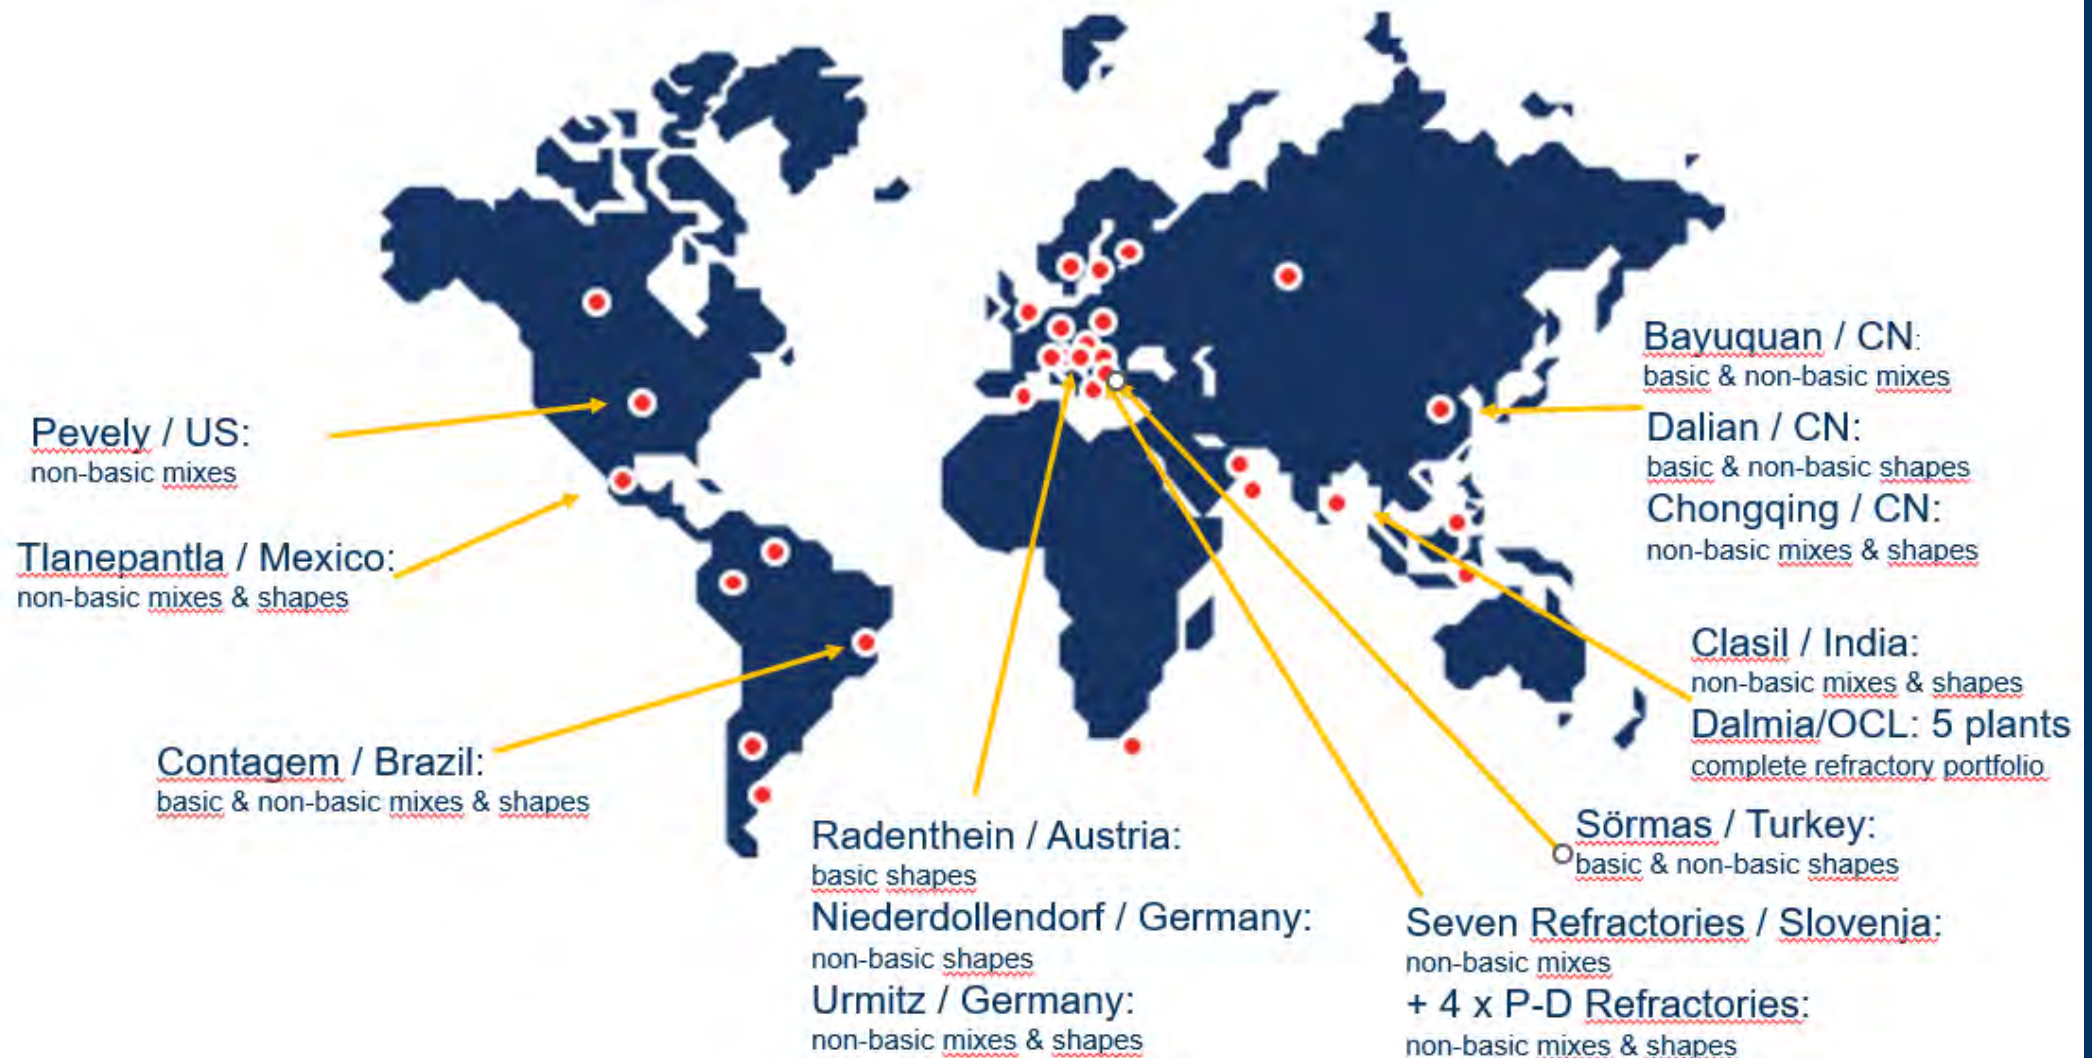 Pevely / US:
non-basic mixes
Tlanepantla / Mexico:
non-basic mixes & shapes
Contagem / Brazil:
basic & non-basic mixes & shapes
Radenthein / Austria:
basic shapes
Niederdollendorf / Germany:
non-basic shapes
Urmitz / Germany:
non-basic mixes & shapes
Bayuquan / CN:
basic & non-basic mixes
Dalian / CN:
basic & non-basic shapes
Chongqing / CN:
non-basic mixes & shapes
Clasil / India:
non-basic mixes & shapes
Dalmia/OCL: 5 plants
complete refractory portfolio
Sörmas / Turkey:
basic & non-basic shapes
Seven Refractories / Slovenja:
non-basic mixes
+ 4 x P-D Refractories:
non-basic mixes & shapes